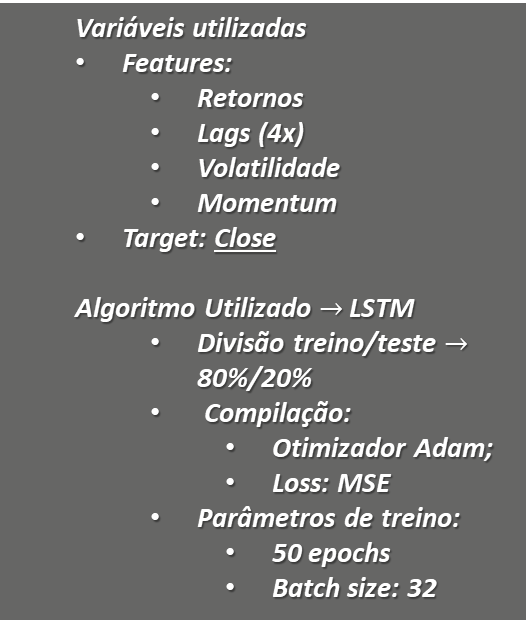 Variáveis utilizadas
• Features:
• Retornos
• Lags (4x)
• Volatilidade
• Momentum
• Target: Close
Algoritmo Utilizado → LSTM
• Divisão treino/teste →
80%/20%
• Compilação:
• Otimizador Adam;
• Loss: MSE
• Parâmetros de treino:
• 50 epochs
• Batch size: 32